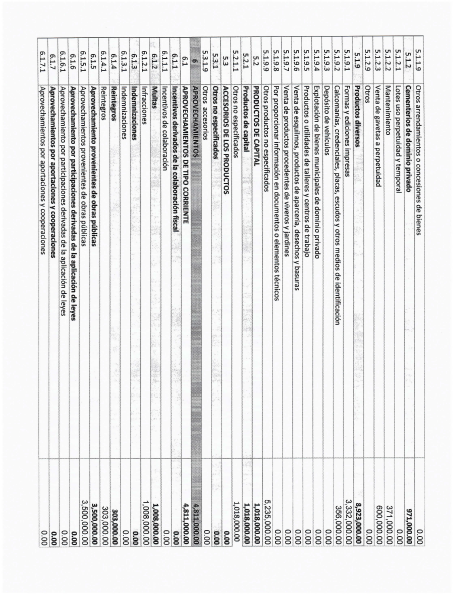 5.1.1.9 Otros arrendamientos o concesiones de bienes 0.00
5.1.2 Cementerios de dominio privado 971,000.00
5.1.2.1 Lotes uso perpetuidad y temporal 0.00
5.1.2.2 Mantenimiento 371,000.00
5.1.2.3 Venta de gavetas a perpetuidad 600,000.00
5.1.2.9 Otros 0.00
5.1.9 Productos diversos 8,923,000.00
5.1.9.1 Formas y ediciones impresas 3,332,000.00
5.1.9.2 Calcomanías, credenciales, placas, escudos y otros medios de identificación 356,000.00
5.1.9.3 Depósito de vehículos 0.00
5.1.9.4 Explotación de bienes municipales de dominio privado 0.00
5.1.9.5 Productos o utilidades de talleres y centros de trabajo 0.00
5.1.9.6 Venta de esquilmos, productos de aparcería, desechos y basuras 0.00
5.1.9.7 Venta de productos procedentes de viveros y jardines 0.00
5.1.9.8 Por proporcionar información en documentos o elementos técnicos 0.00
5.1.9.9 Otros productos no especificados 5,235,000.00
5.2 PRODUCTOS DE CAPITAL 1,018,000.00
5.2.1 Productos de capital 1,018,000.00
5.2.1.1 Otros no especificados 1,018,000.00
5.3 ACCESORIOS DE LOS PRODUCTOS 0.00
5.3.1 Otros no especificados 0.00
5.3.1.9 Otros accesorios 0.00
6 APROVECHAMIENTOS 4,811,000.00
6.1 APROVECHAMIENTOS DE TIPO CORRIENTE 4,811,000.00
6.1.1 Incentivos derivados de la colaboración fiscal 0.00
6.1.1.1 Incentivos de colaboración 0.00
6.1.2 Multas 1,008,000.00
6.1.2.1 Infracciones 1,008,000.00
6.1.3 Indemnizaciones 0.00
6.1.3.1 Indemnizaciones 0.00
6.1.4 Reintegros 303,000.00
6.1.4.1 Reintegros 303,000.00
6.1.5 Aprovechamiento provenientes de obras públicas 3,500,000.00
6.1.5.1 Aprovechamientos provenientes de obras públicas 3,500,000.00
6.1.6 Aprovechamiento por participaciones derivadas de la aplicación de leyes 0.00
6.1.6.1 Aprovechamiento por participaciones derivadas de la aplicación de leyes 0.00
6.1.7 Aprovechamientos por aportaciones y cooperaciones 0.00
6.1.7.1 Aprovechamientos por aportaciones y cooperaciones 0.00